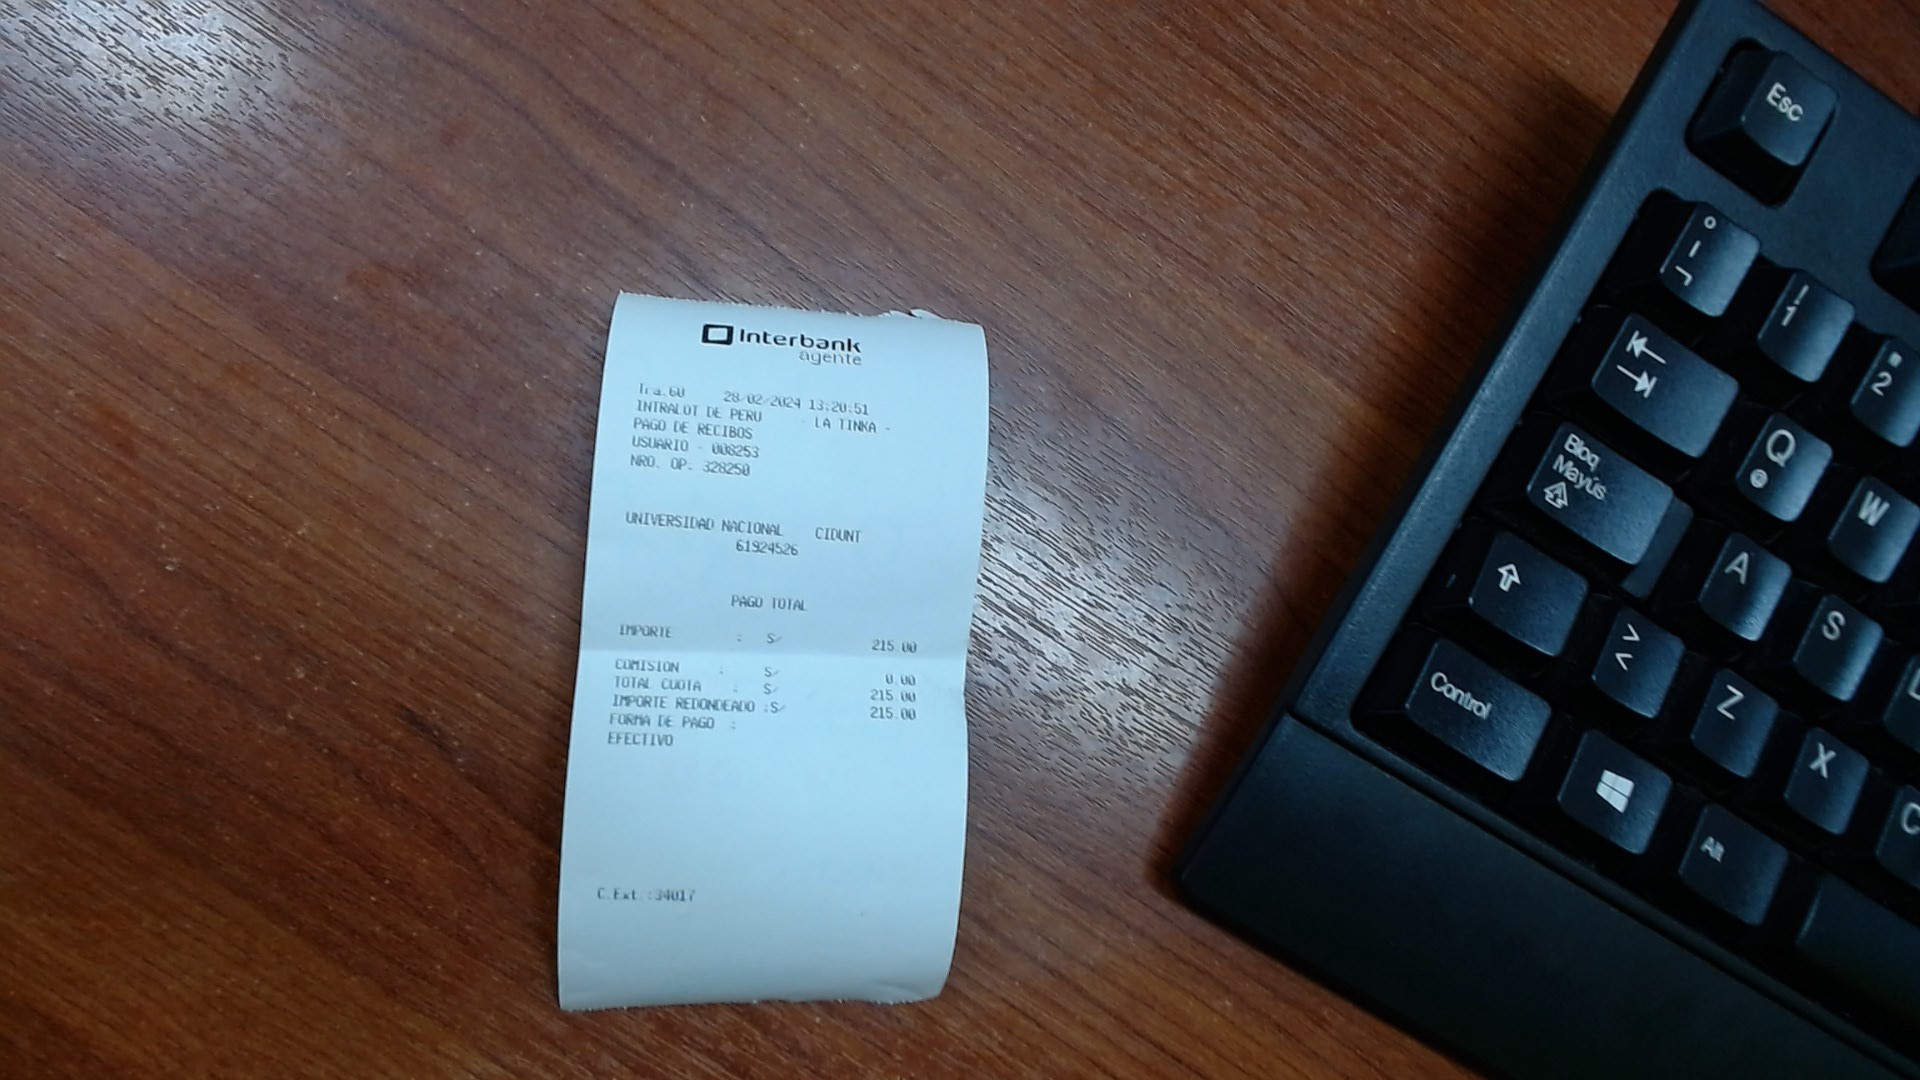 Interbank
agente
Tra.60 28/02/2024 13:20:51
INTRALOT DE PERU - LA TINKA -
PAGO DE RECIBOS
USUARIO - 008253
NRO. OP. 328250
UNIVERSIDAD NACIONAL CIDUNT
61924526
PAGO TOTAL
IMPORTE : S/ 215.00
COMISION : S/ 0.00
TOTAL CUOTA : S/ 215.00
IMPORTE REDONDEADO :S/ 215.00
FORMA DE PAGO :
EFECTIVO
C.Ext.:34017
Esc
1
2
Q
@
W
Bloq
Mayús
A
S
>
<
Z
X
C
Control
Alt